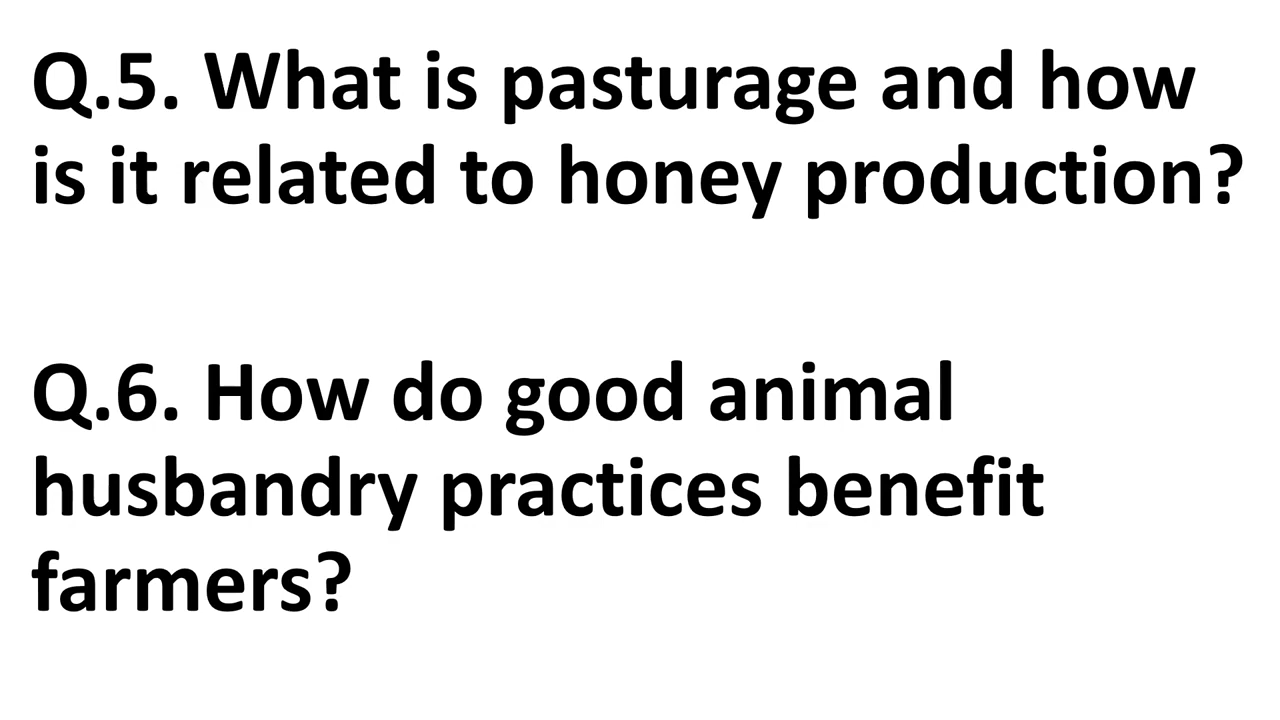 Q.5. What is pasturage and how
is it related to honey production?
Q.6. How do good animal
husbandry practices benefit
farmers?